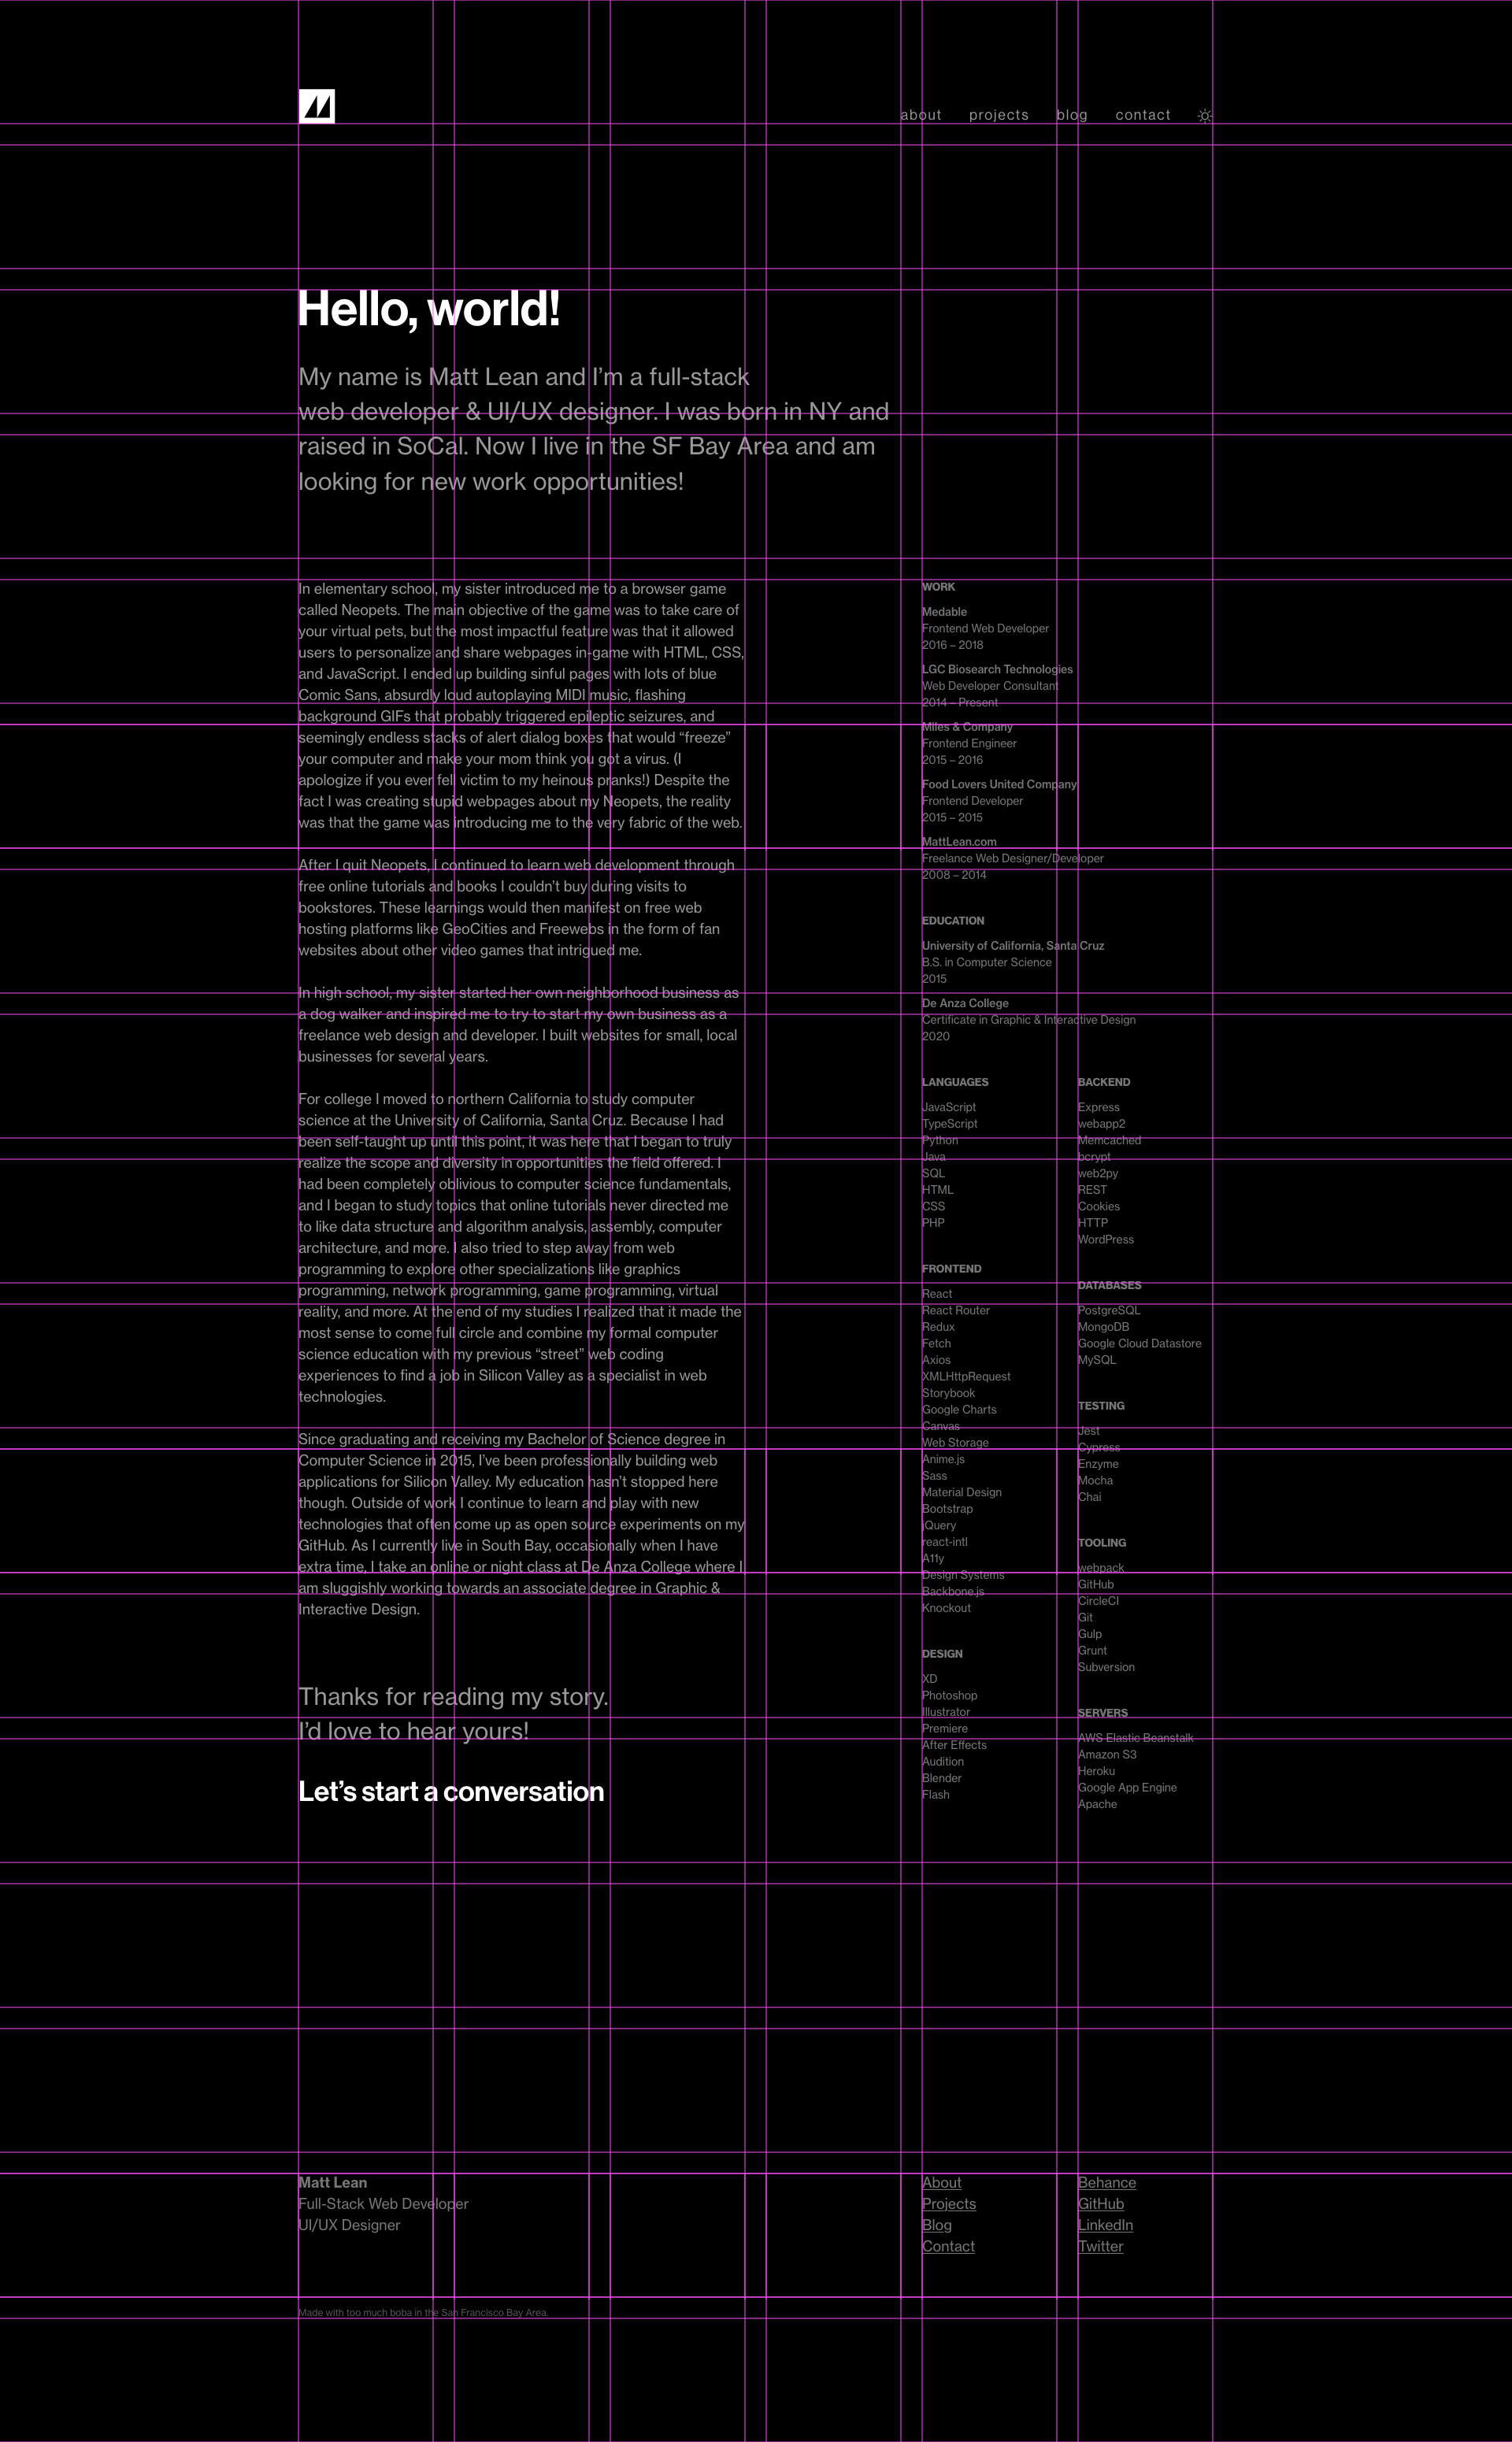 about projects blog contact
Hello, world!
My name is Matt Lean and I’m a full-stack
web developer & UI/UX designer. I was born in NY and
raised in SoCal. Now I live in the SF Bay Area and am
looking for new work opportunities!
In elementary school, my sister introduced me to a browser game
called Neopets. The main objective of the game was to take care of
your virtual pets, but the most impactful feature was that it allowed
users to personalize and share webpages in-game with HTML, CSS,
and JavaScript. I ended up building sinful pages with lots of blue
Comic Sans, absurdly loud autoplaying MIDI music, flashing
background GIFs that probably triggered epileptic seizures, and
seemingly endless stacks of alert dialog boxes that would “freeze”
your computer and make your mom think you got a virus. (I
apologize if you ever fell victim to my heinous pranks!) Despite the
fact I was creating stupid webpages about my Neopets, the reality
was that the game was introducing me to the very fabric of the web.
After I quit Neopets, I continued to learn web development through
free online tutorials and books I couldn’t buy during visits to
bookstores. These learnings would then manifest on free web
hosting platforms like GeoCities and Freewebs in the form of fan
websites about other video games that intrigued me.
In high school, my sister started her own neighborhood business as
a dog walker and inspired me to try to start my own business as a
freelance web design and developer. I built websites for small, local
businesses for several years.
For college I moved to northern California to study computer
science at the University of California, Santa Cruz. Because I had
been self-taught up until this point, it was here that I began to truly
realize the scope and diversity in opportunities the field offered. I
had been completely oblivious to computer science fundamentals,
and I began to study topics that online tutorials never directed me
to like data structure and algorithm analysis, assembly, computer
architecture, and more. I also tried to step away from web
programming to explore other specializations like graphics
programming, network programming, game programming, virtual
reality, and more. At the end of my studies I realized that it made the
most sense to come full circle and combine my formal computer
science education with my previous “street” web coding
experiences to find a job in Silicon Valley as a specialist in web
technologies.
Since graduating and receiving my Bachelor of Science degree in
Computer Science in 2015, I’ve been professionally building web
applications for Silicon Valley. My education hasn’t stopped here
though. Outside of work I continue to learn and play with new
technologies that often come up as open source experiments on my
GitHub. As I currently live in South Bay, occasionally when I have
extra time, I take an online or night class at De Anza College where I
am sluggishly working towards an associate degree in Graphic &
Interactive Design.
Thanks for reading my story.
I’d love to hear yours!
Let’s start a conversation
WORK
Medable
Frontend Web Developer
2016 – 2018
LGC Biosearch Technologies
Web Developer Consultant
2014 – Present
Miles & Company
Frontend Engineer
2015 – 2016
Food Lovers United Company
Frontend Developer
2015 – 2015
MattLean.com
Freelance Web Designer/Developer
2008 – 2014
EDUCATION
University of California, Santa Cruz
B.S. in Computer Science
2015
De Anza College
Certificate in Graphic & Interactive Design
2020
LANGUAGES
JavaScript
TypeScript
Python
Java
SQL
HTML
CSS
PHP
FRONTEND
React
React Router
Redux
Fetch
Axios
XMLHttpRequest
Storybook
Google Charts
Canvas
Web Storage
Anime.js
Sass
Material Design
Bootstrap
jQuery
react-intl
A11y
Design Systems
Backbone.js
Knockout
DESIGN
XD
Photoshop
Illustrator
Premiere
After Effects
Audition
Blender
Flash
BACKEND
Express
webapp2
Memcached
bcrypt
web2py
REST
Cookies
HTTP
WordPress
DATABASES
PostgreSQL
MongoDB
Google Cloud Datastore
MySQL
TESTING
Jest
Cypress
Enzyme
Mocha
Chai
TOOLING
webpack
GitHub
CircleCI
Git
Gulp
Grunt
Subversion
SERVERS
AWS Elastic Beanstalk
Amazon S3
Heroku
Google App Engine
Apache
Matt Lean
Full-Stack Web Developer
UI/UX Designer
About
Projects
Blog
Contact
Behance
GitHub
LinkedIn
Twitter
Made with too much boba in the San Francisco Bay Area.